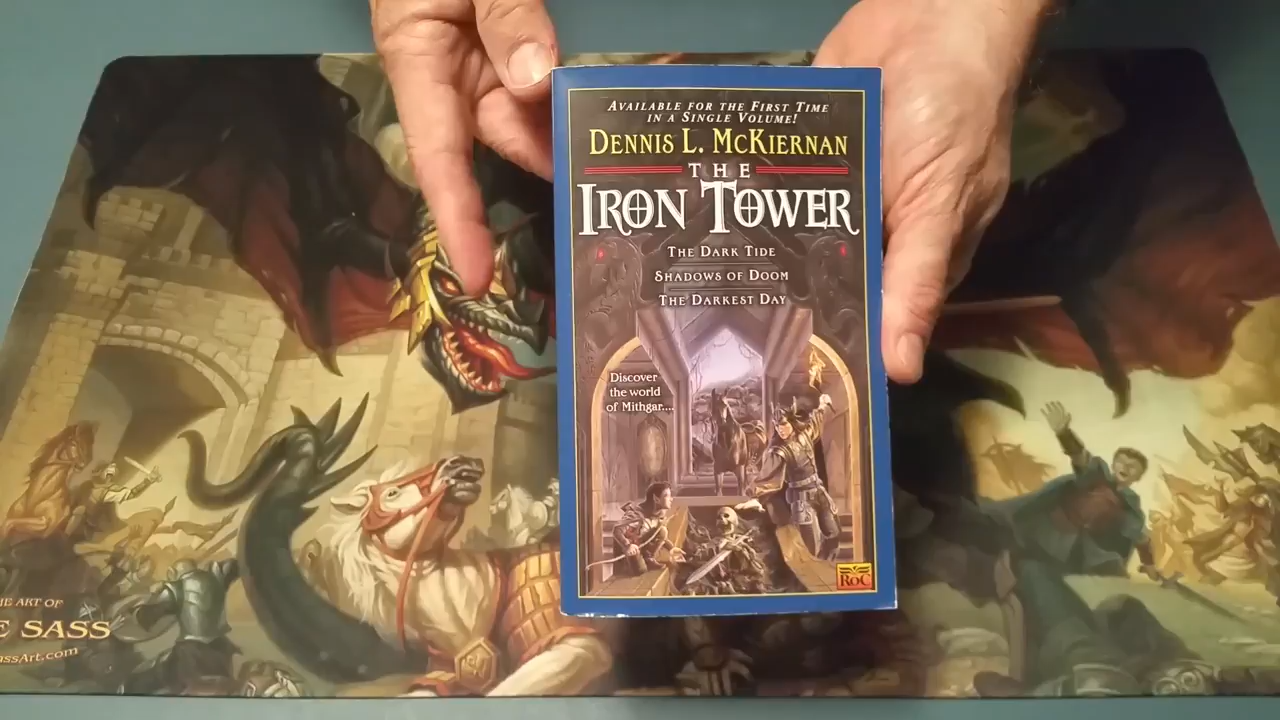 AVAILABLE FOR THE FIRST TIME
IN A SINGLE VOLUME!
DENNIS L. MCKIERNAN
THE
IRON TOWER
THE DARK TIDE
SHADOWS OF DOOM
THE DARKEST DAY
Discover
the world
of Mithgar....
ROC
HE ART OF
E SASS
assArt.com